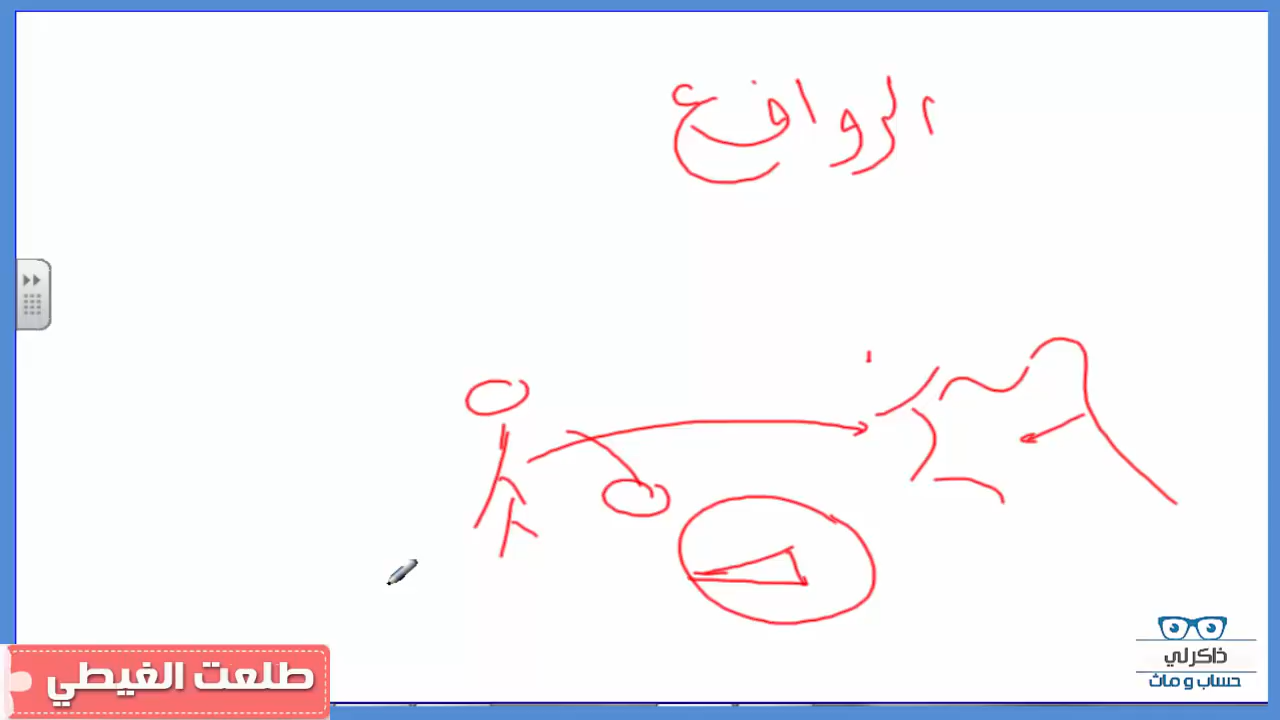 الروافع
طلعت الغيطي
ذاكرلي
حساب و ماث